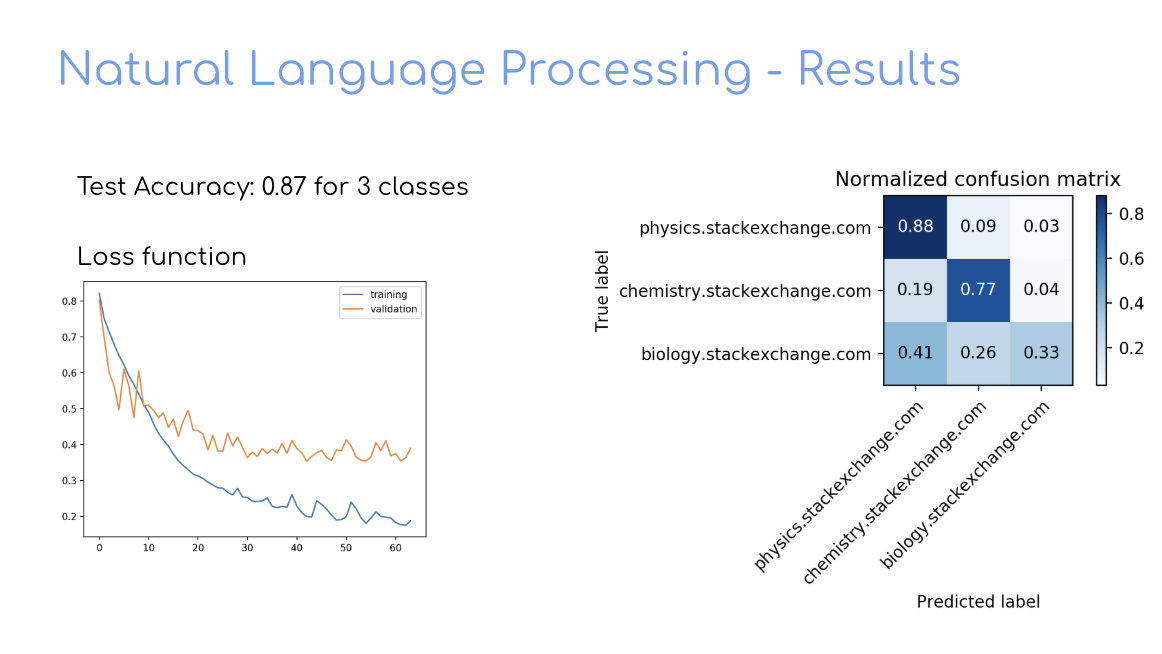 Natural Language Processing - Results
Test Accuracy: 0.87 for 3 classes
Loss function
training
validation
0.8
0.7
0.6
0.5
0.4
0.3
0.2
0 10 20 30 40 50 60
Normalized confusion matrix
True label
physics.stackexchange.com 0.88 0.09 0.03
chemistry.stackexchange.com 0.19 0.77 0.04
biology.stackexchange.com 0.41 0.26 0.33
physics.stackexchange.com
chemistry.stackexchange.com
biology.stackexchange.com
Predicted label
0.8
0.6
0.4
0.2